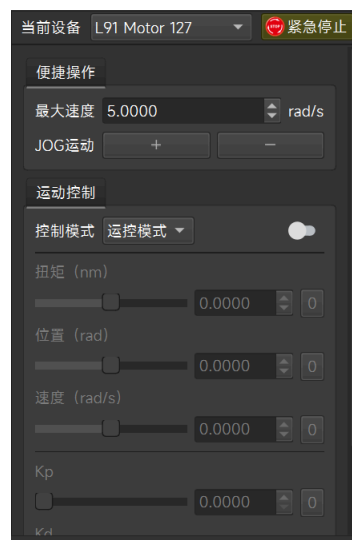 当前设备 L91 Motor 127 紧急停止
便捷操作
最大速度 5.0000 rad/s
JOG运动 + −
运动控制
控制模式 运控模式
扭矩（nm）
0.0000 0
位置（rad）
0.0000 0
速度（rad/s）
0.0000 0
Kp
0.0000 0
Kd